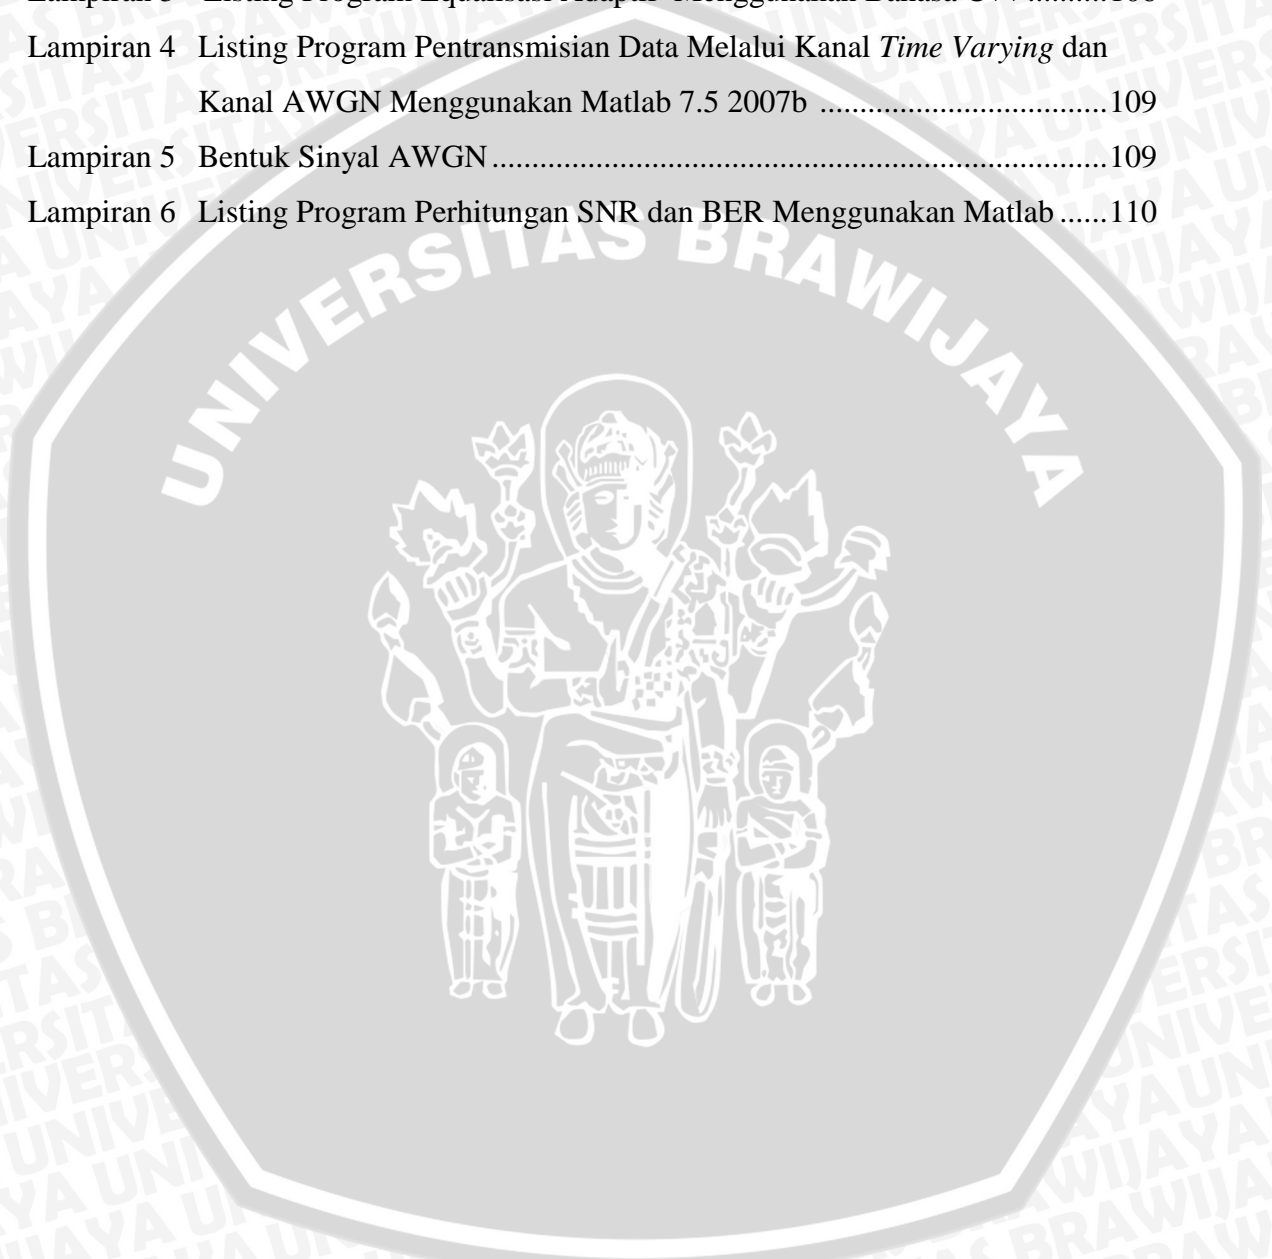 Lampiran 4 Listing Program Pentransmisian Data Melalui Kanal Time Varying dan
Kanal AWGN Menggunakan Matlab 7.5 2007b ....................................109
Lampiran 5 Bentuk Sinyal AWGN............................................................................109
Lampiran 6 Listing Program Perhitungan SNR dan BER Menggunakan Matlab......110
UNIVERSITAS BRAWIJAYA